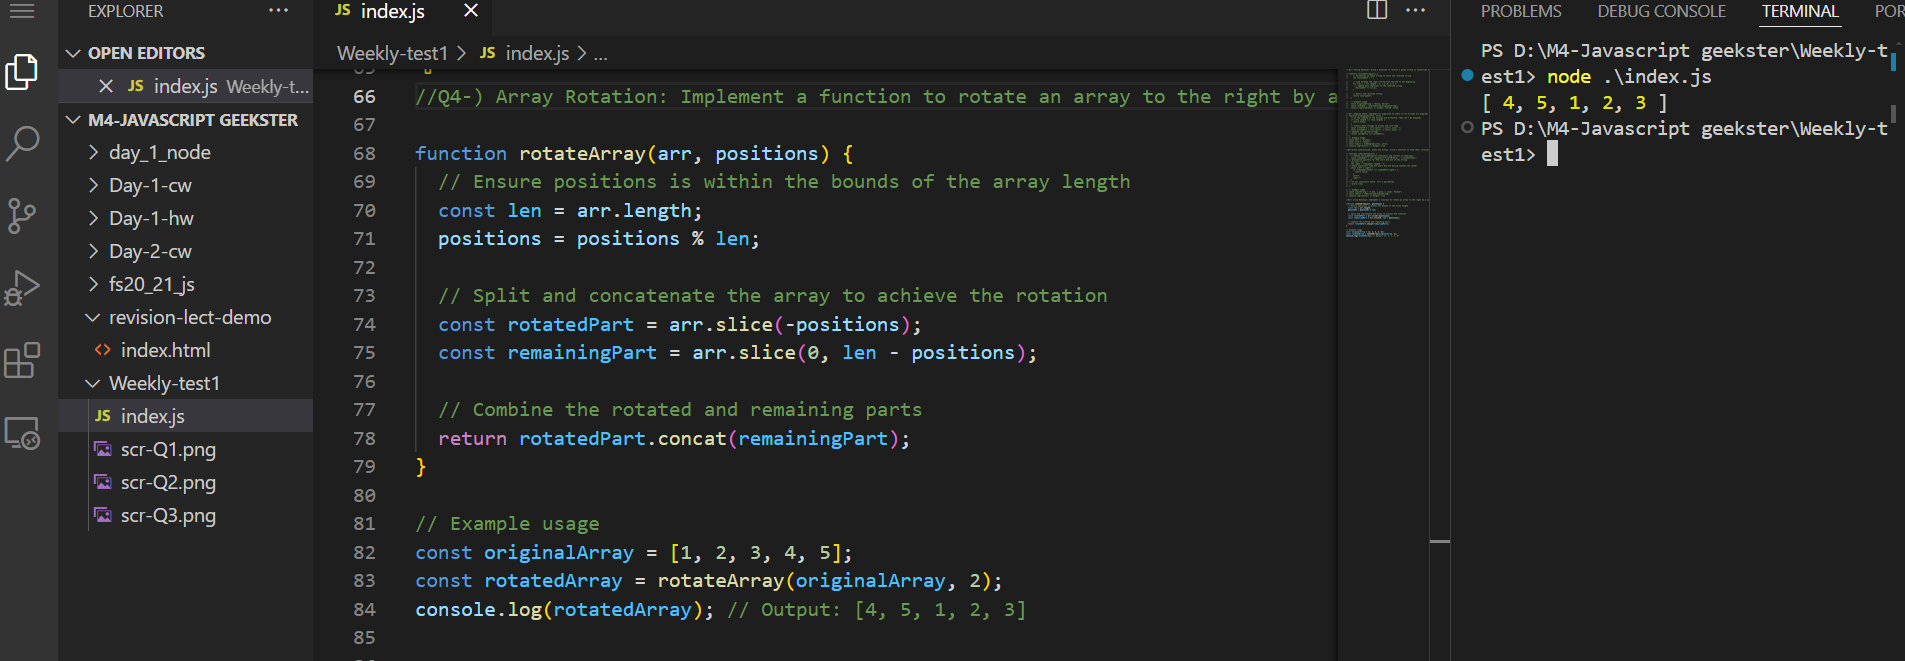 EXPLORER
OPEN EDITORS
JS index.js Weekly-t...
M4-JAVASCRIPT GEEKSTER
day_1_node
Day-1-cw
Day-1-hw
Day-2-cw
fs20_21_js
revision-lect-demo
<> index.html
Weekly-test1
JS index.js
scr-Q1.png
scr-Q2.png
scr-Q3.png
JS index.js
Weekly-test1 > JS index.js > ...
66 //Q4-) Array Rotation: Implement a function to rotate an array to the right by a
67
68 function rotateArray(arr, positions) {
69 // Ensure positions is within the bounds of the array length
70 const len = arr.length;
71 positions = positions % len;
72
73 // Split and concatenate the array to achieve the rotation
74 const rotatedPart = arr.slice(-positions);
75 const remainingPart = arr.slice(0, len - positions);
76
77 // Combine the rotated and remaining parts
78 return rotatedPart.concat(remainingPart);
79 }
80
81 // Example usage
82 const originalArray = [1, 2, 3, 4, 5];
83 const rotatedArray = rotateArray(originalArray, 2);
84 console.log(rotatedArray); // Output: [4, 5, 1, 2, 3]
85
PROBLEMS DEBUG CONSOLE TERMINAL POR
PS D:\M4-Javascript geekster\Weekly-t
est1> node .\index.js
[ 4, 5, 1, 2, 3 ]
PS D:\M4-Javascript geekster\Weekly-t
est1>